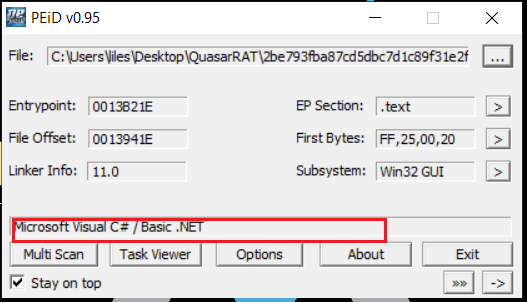 PEiD v0.95
File: C:\Users\liles\Desktop\QuasarRAT\2be793fba87cd5dbc7d1c89f31e2f ...
Entrypoint: 0013B21E EP Section: .text >
File Offset: 0013941E First Bytes: FF,25,00,20 >
Linker Info: 11.0 Subsystem: Win32 GUI >
Microsoft Visual C# / Basic .NET
Multi Scan Task Viewer Options About Exit
Stay on top »» ->